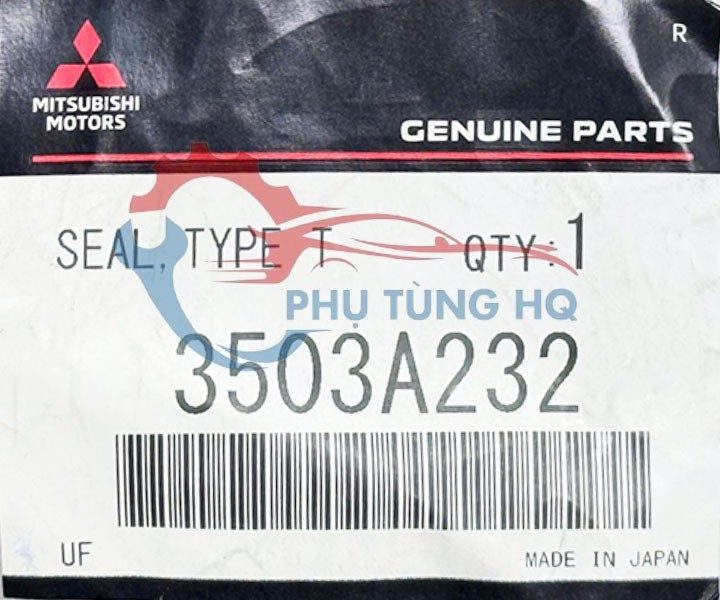 R
MITSUBISHI
MOTORS
GENUINE PARTS
SEAL, TYPE T QTY:1
PHỤ TÙNG HQ
3503A232
UF
MADE IN JAPAN